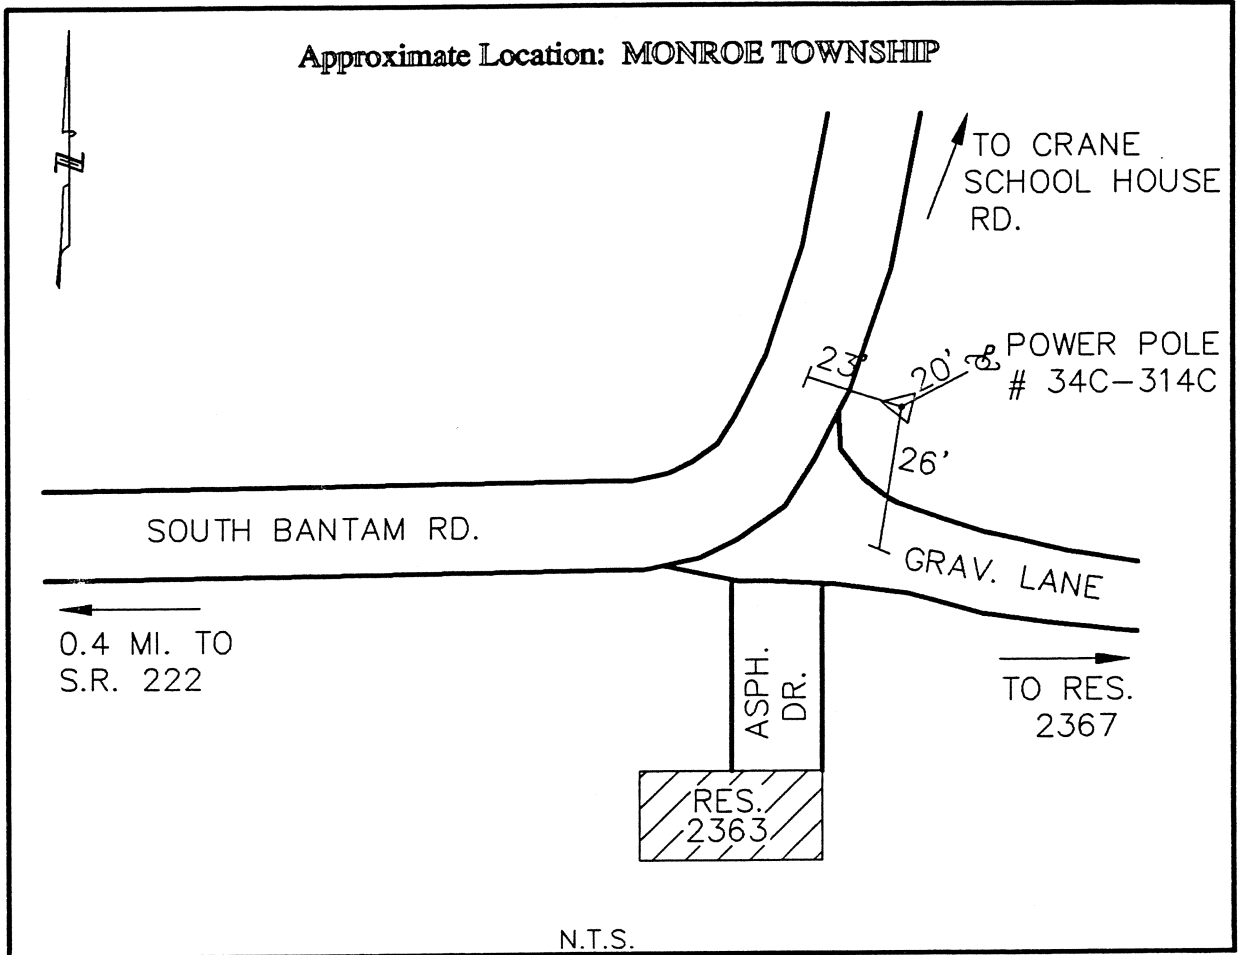 Approximate Location: MONROE TOWNSHIP
N
TO CRANE
SCHOOL HOUSE
RD.
23'
20'
POWER POLE
# 34C-314C
26'
SOUTH BANTAM RD.
GRAV. LANE
0.4 MI. TO
S.R. 222
ASPH.
DR.
TO RES.
2367
RES.
2363
N.T.S.